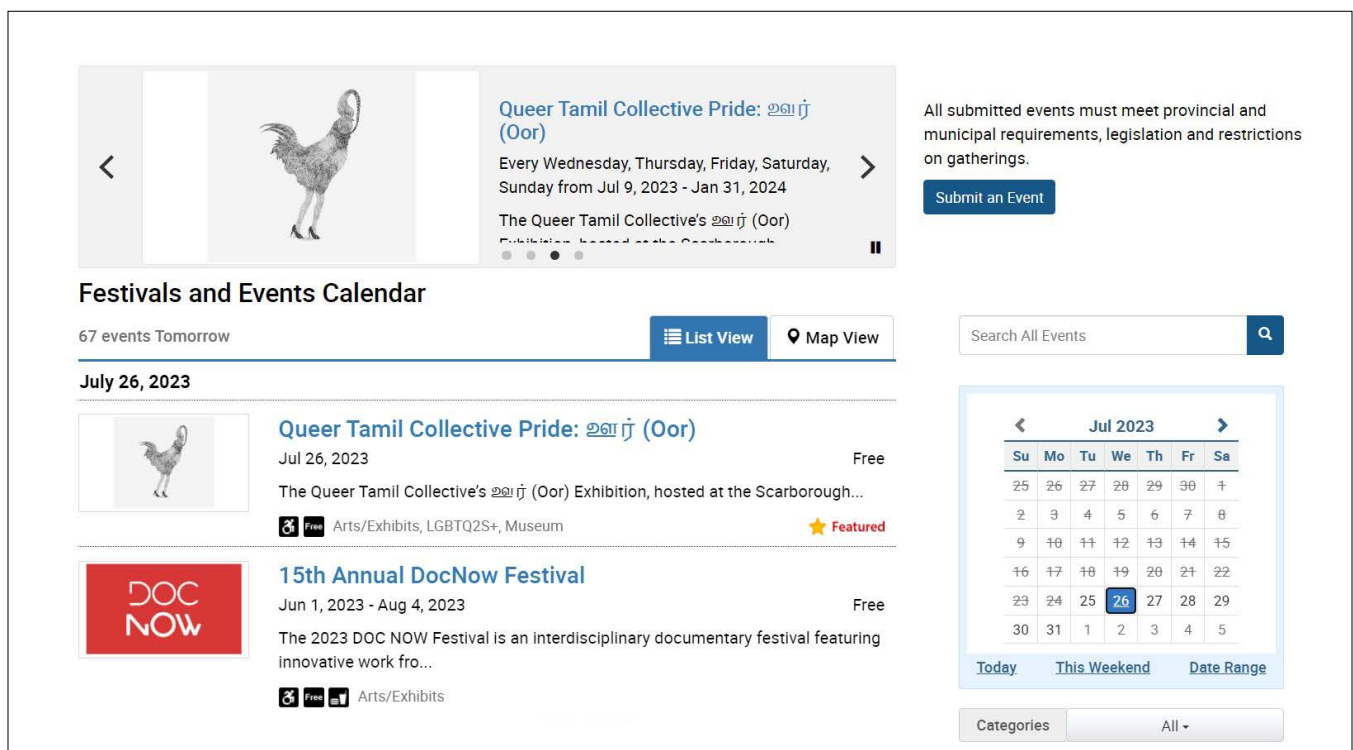 Queer Tamil Collective Pride: ஊர்
(Oor)
Every Wednesday, Thursday, Friday, Saturday,
Sunday from Jul 9, 2023 - Jan 31, 2024
The Queer Tamil Collective's ஊர் (Oor)
Exhibition, hosted at the Scarborough
All submitted events must meet provincial and
municipal requirements, legislation and restrictions
on gatherings.
Submit an Event
Festivals and Events Calendar
67 events Tomorrow
List View
Map View
July 26, 2023
Queer Tamil Collective Pride: ஊர் (Oor)
Jul 26, 2023 Free
The Queer Tamil Collective's ஊர் (Oor) Exhibition, hosted at the Scarborough...
Free Arts/Exhibits, LGBTQ2S+, Museum Featured
DOC
NOW
15th Annual DocNow Festival
Jun 1, 2023 - Aug 4, 2023 Free
The 2023 DOC NOW Festival is an interdisciplinary documentary festival featuring
innovative work fro...
Free Arts/Exhibits
Search All Events
Jul 2023
Su Mo Tu We Th Fr Sa
25 26 27 28 29 30 1
2 3 4 5 6 7 8
9 10 11 12 13 14 15
16 17 18 19 20 21 22
23 24 25 26 27 28 29
30 31 1 2 3 4 5
Today This Weekend Date Range
Categories All